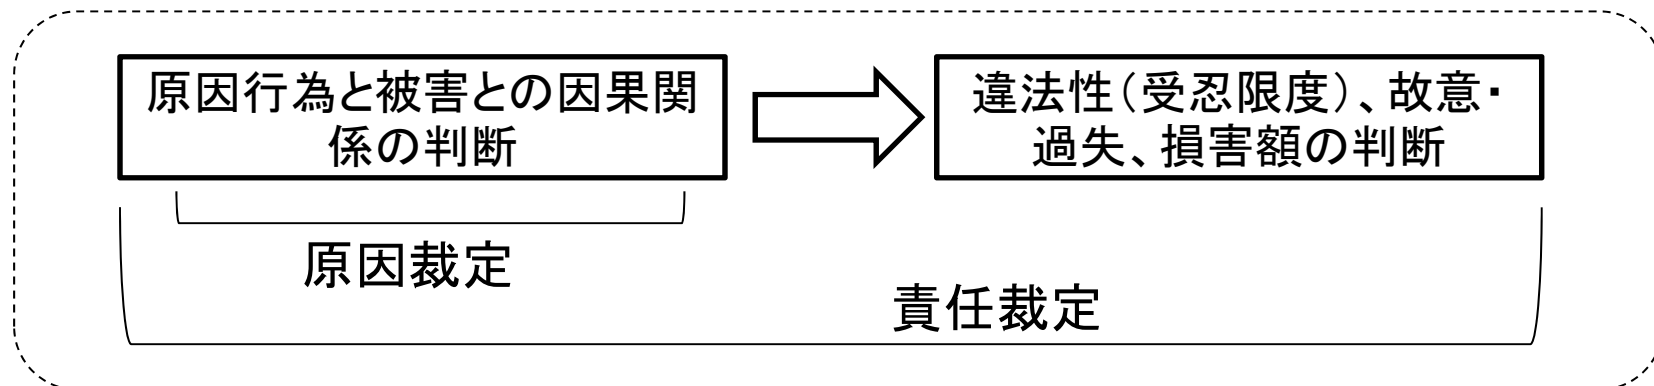 原因行為と被害との因果関
係の判断
違法性（受忍限度）、故意・
過失、損害額の判断
原因裁定
責任裁定